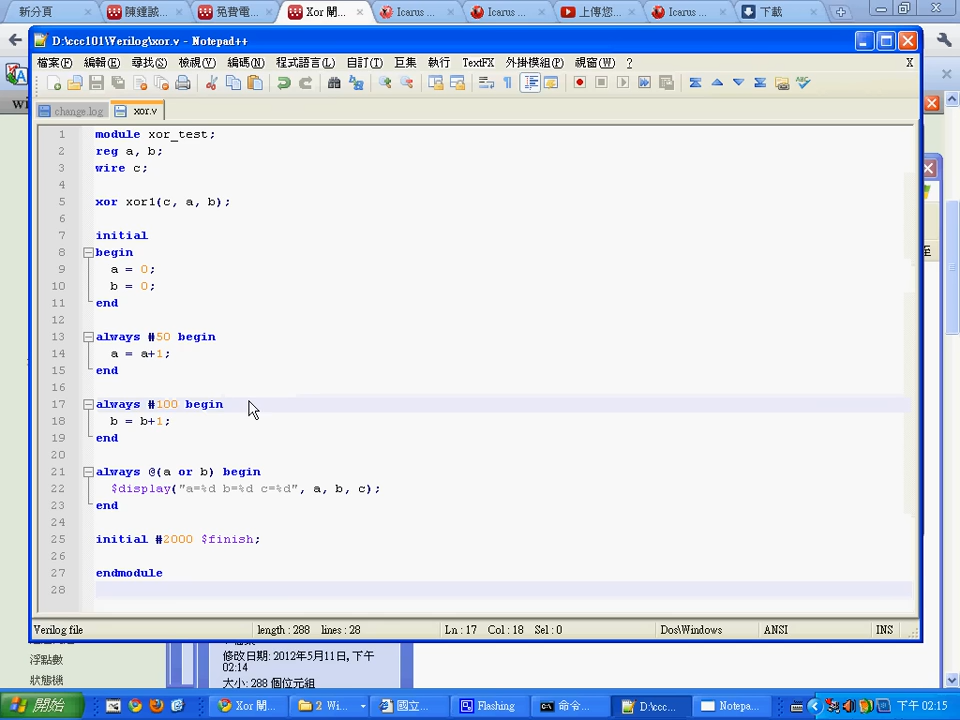 新分頁
陳鍾誠...
免費電...
Xor 閘...
Icarus ...
Icarus ...
上傳您...
Icarus ...
下載
D:\ccc101\Verilog\xor.v - Notepad++
檔案(F) 編輯(E) 尋找(S) 檢視(V) 編碼(N) 程式語言(L) 自訂(T) 巨集 執行 TextFX 外掛模組(P) 視窗(W) ? X
change.log xor.v
1 module xor_test;
2 reg a, b;
3 wire c;
4
5 xor xor1(c, a, b);
6
7 initial
8 begin
9 a = 0;
10 b = 0;
11 end
12
13 always #50 begin
14 a = a+1;
15 end
16
17 always #100 begin
18 b = b+1;
19 end
20
21 always @(a or b) begin
22 $display("a=%d b=%d c=%d", a, b, c);
23 end
24
25 initial #2000 $finish;
26
27 endmodule
28
Verilog file length : 288 lines : 28 Ln : 17 Col : 18 Sel : 0 Dos\Windows ANSI INS
浮點數
狀態機
修改日期: 2012年5月11日, 下午
02:14
大小: 288 個位元組
開始 Xor 閘... 2 Wi... 國立... Flashing 命令... D:\ccc... Notepa... 下午 02:15